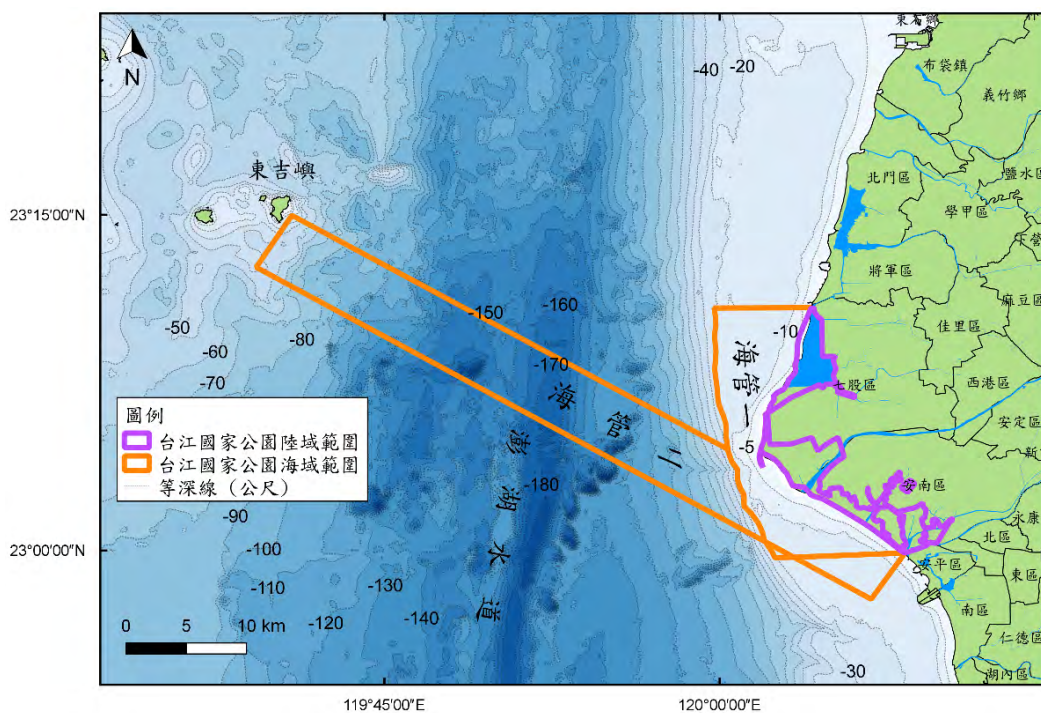 東崙鄉
布袋鎮
義竹鄉
-40
-20
N
東吉嶼
北門區
鹽水區
學甲區
23°15'00"N
將軍區
麻豆區
-50
-150
-160
-10
佳里區
-60
-80
海管一
-70
-170
七股區
西港區
圖例
台江國家公園陸域範圍
台江國家公園海域範圍
等深線（公尺）
海管二
澎湖水道
-5
安定區
-180
安南區
-90
永康
北區
23°00'00"N
-100
安平區
東區
-110
-130
南區
-120
-140
仁德區
0 5 10 km
-30
湖內區
119°45'00"E
120°00'00"E